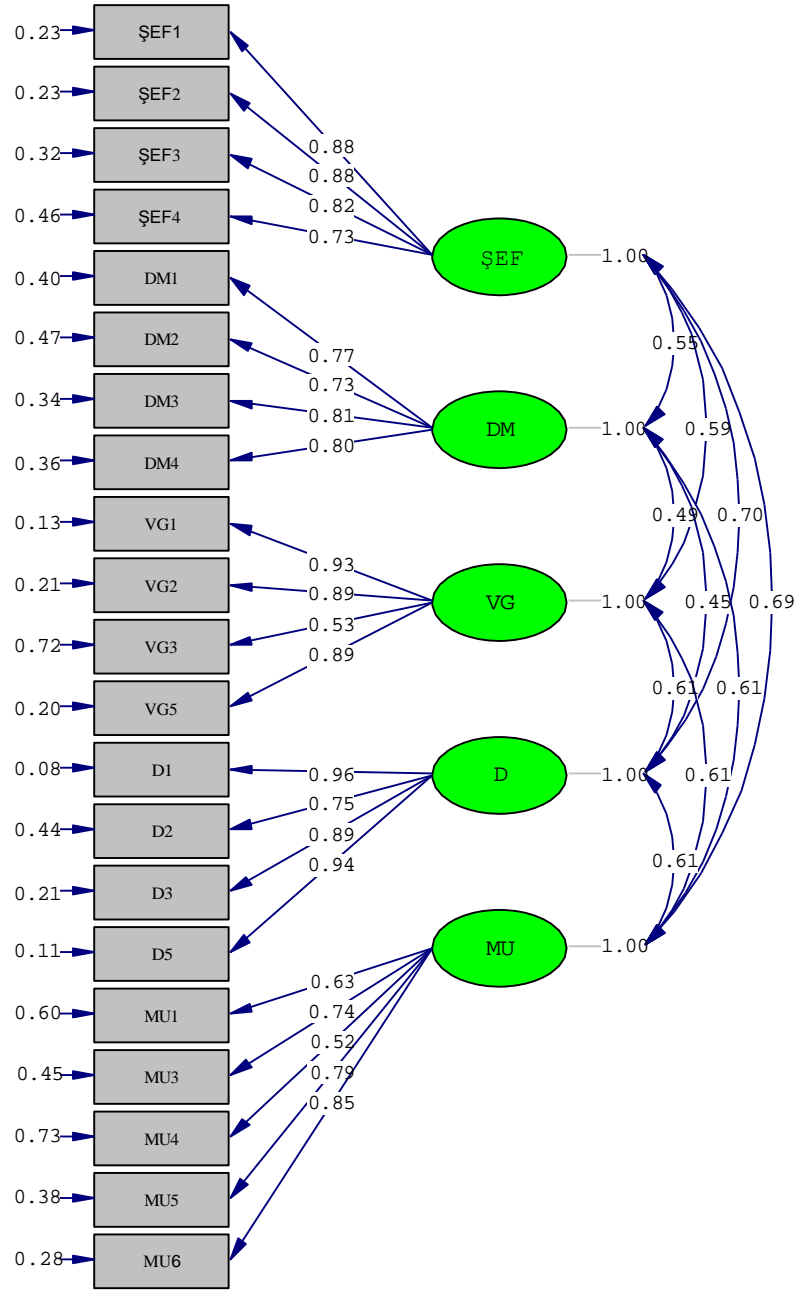 0.23 ŞEF1
0.23 ŞEF2
0.32 ŞEF3
0.46 ŞEF4
0.40 DM1
0.47 DM2
0.34 DM3
0.36 DM4
0.13 VG1
0.21 VG2
0.72 VG3
0.20 VG5
0.08 D1
0.44 D2
0.21 D3
0.11 D5
0.60 MU1
0.45 MU3
0.73 MU4
0.38 MU5
0.28 MU6
0.88
0.88
0.82
0.73
0.77
0.73
0.81
0.80
0.93
0.89
0.53
0.89
0.96
0.75
0.89
0.94
0.63
0.74
0.52
0.79
0.85
ŞEF 1.00
DM 1.00
VG 1.00
D 1.00
MU 1.00
0.55
0.59
0.49
0.70
0.45
0.69
0.61
0.61
0.61
0.61